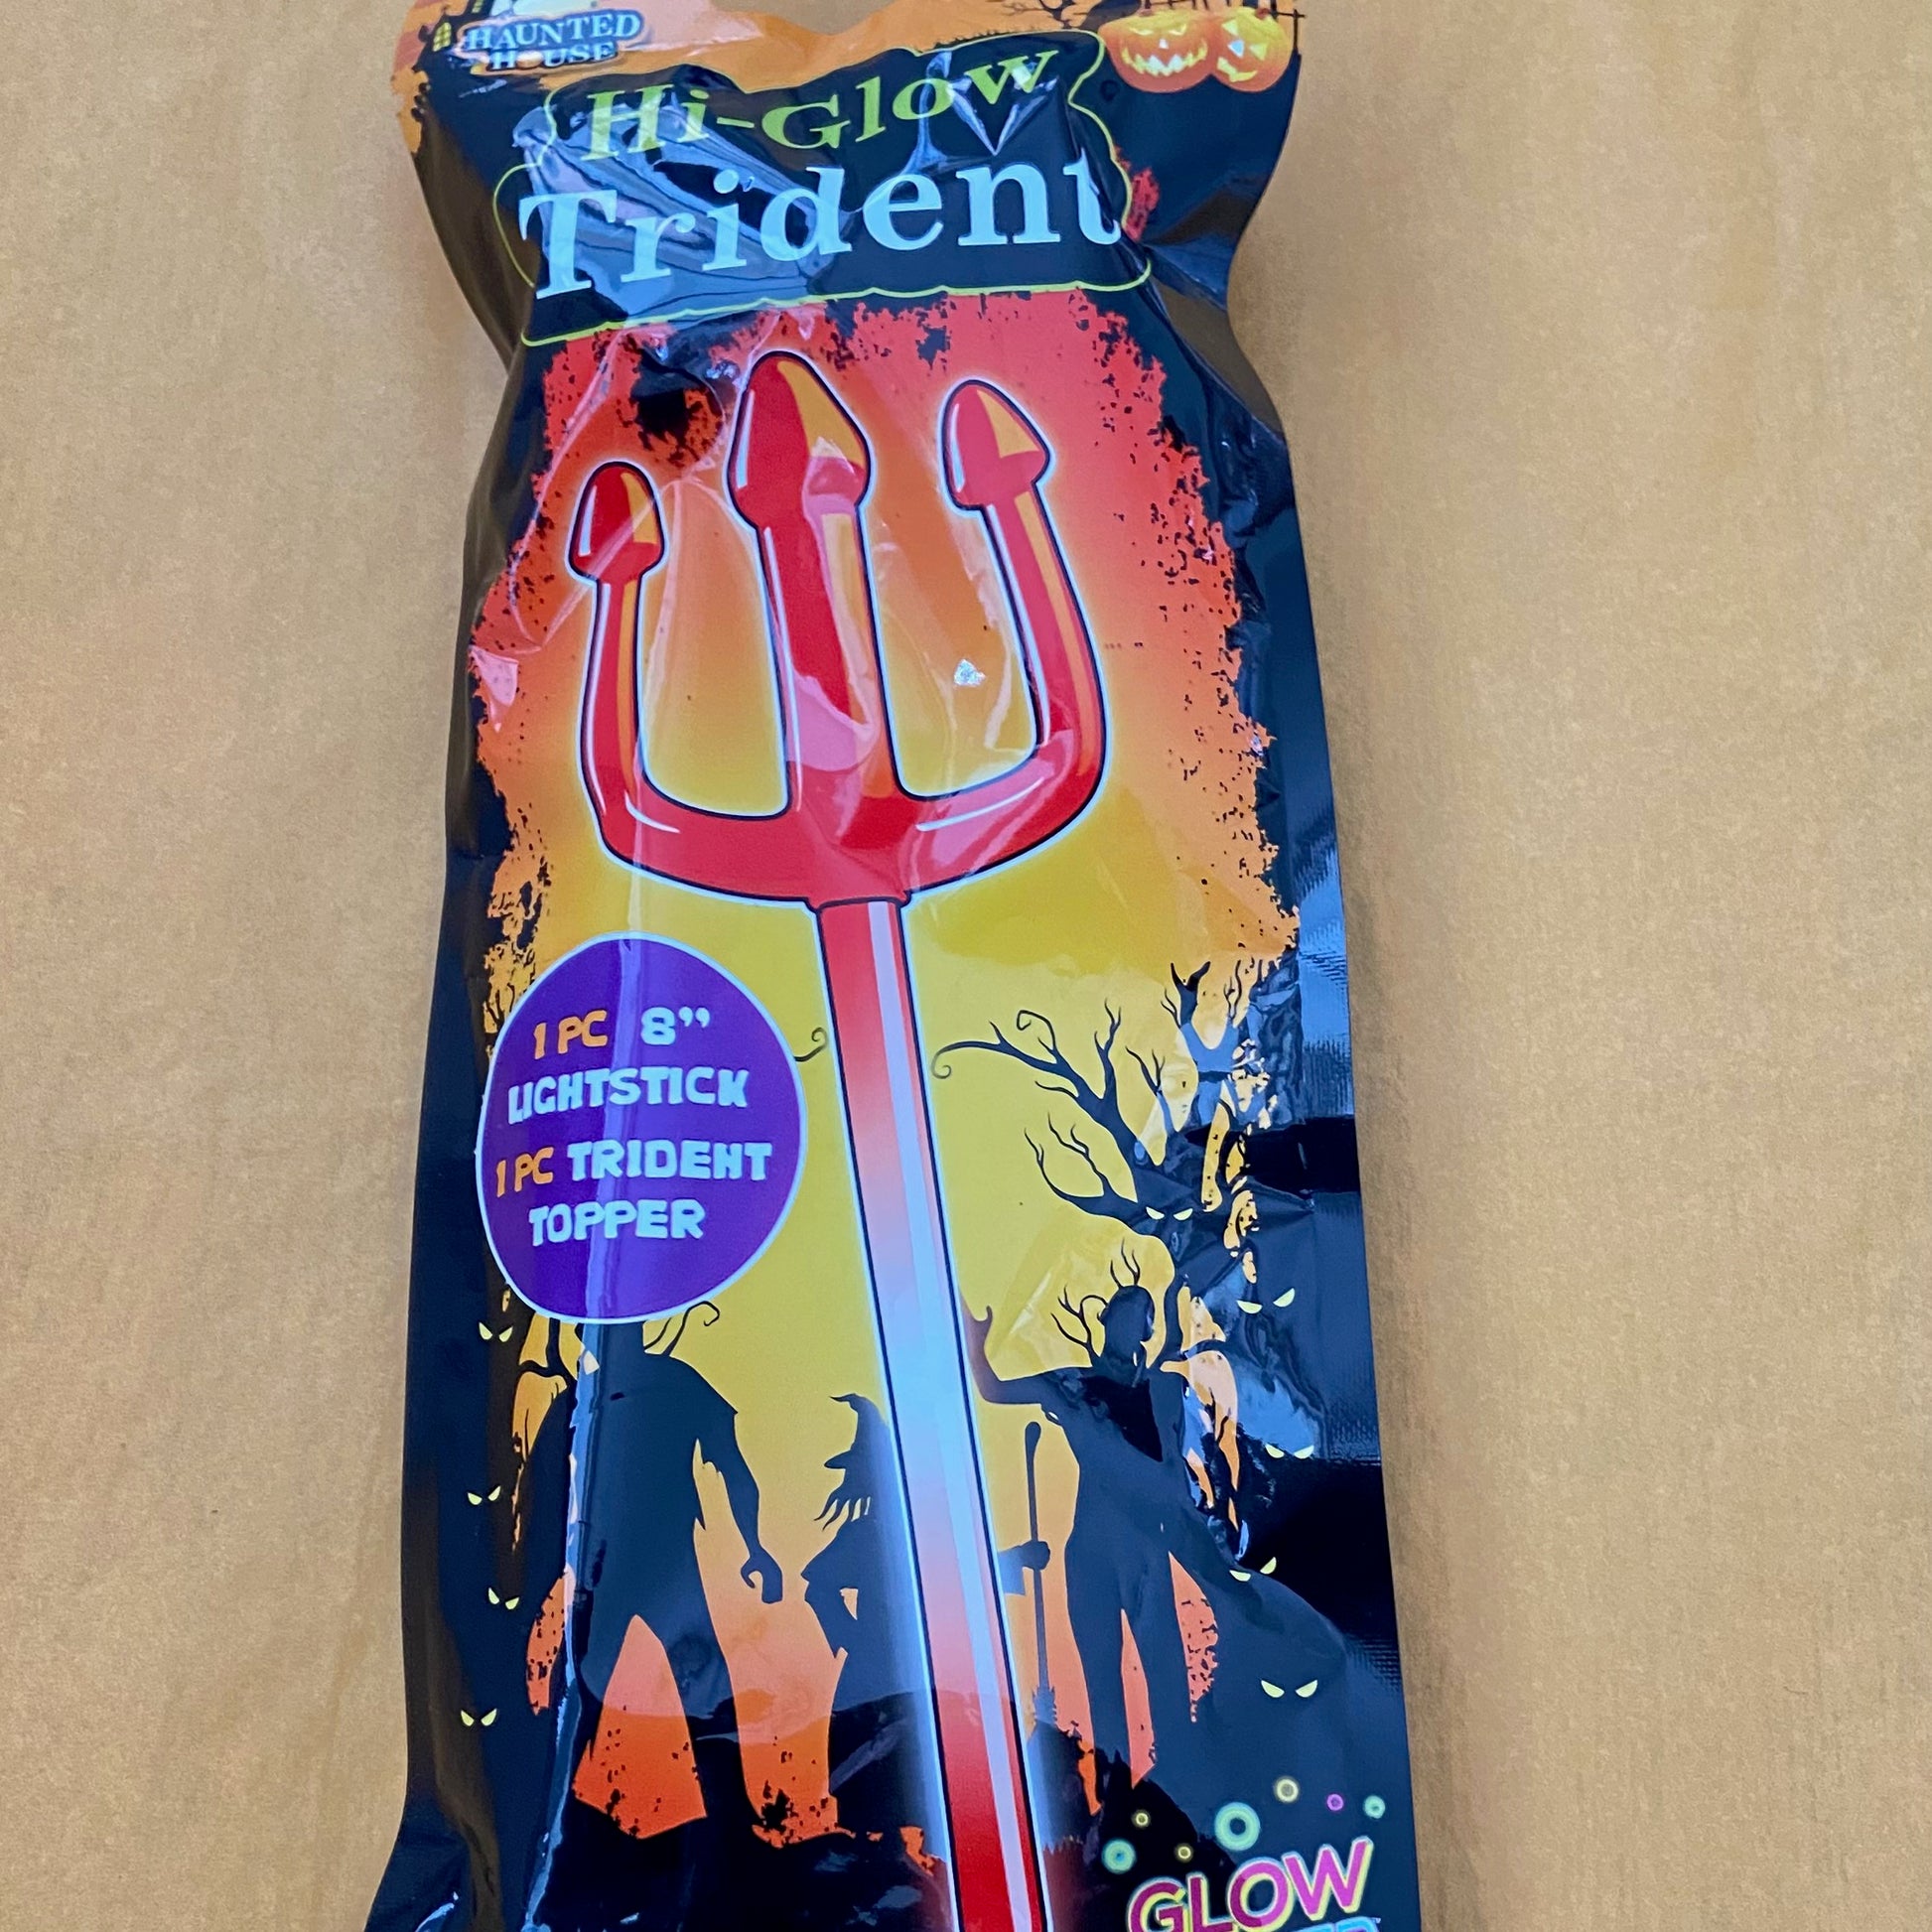 HAUNTED
HOUSE
Hi-Glow
Trident
1 PC 8”
LIGHTSTICK
1 PC TRIDENT
TOPPER
GLOW